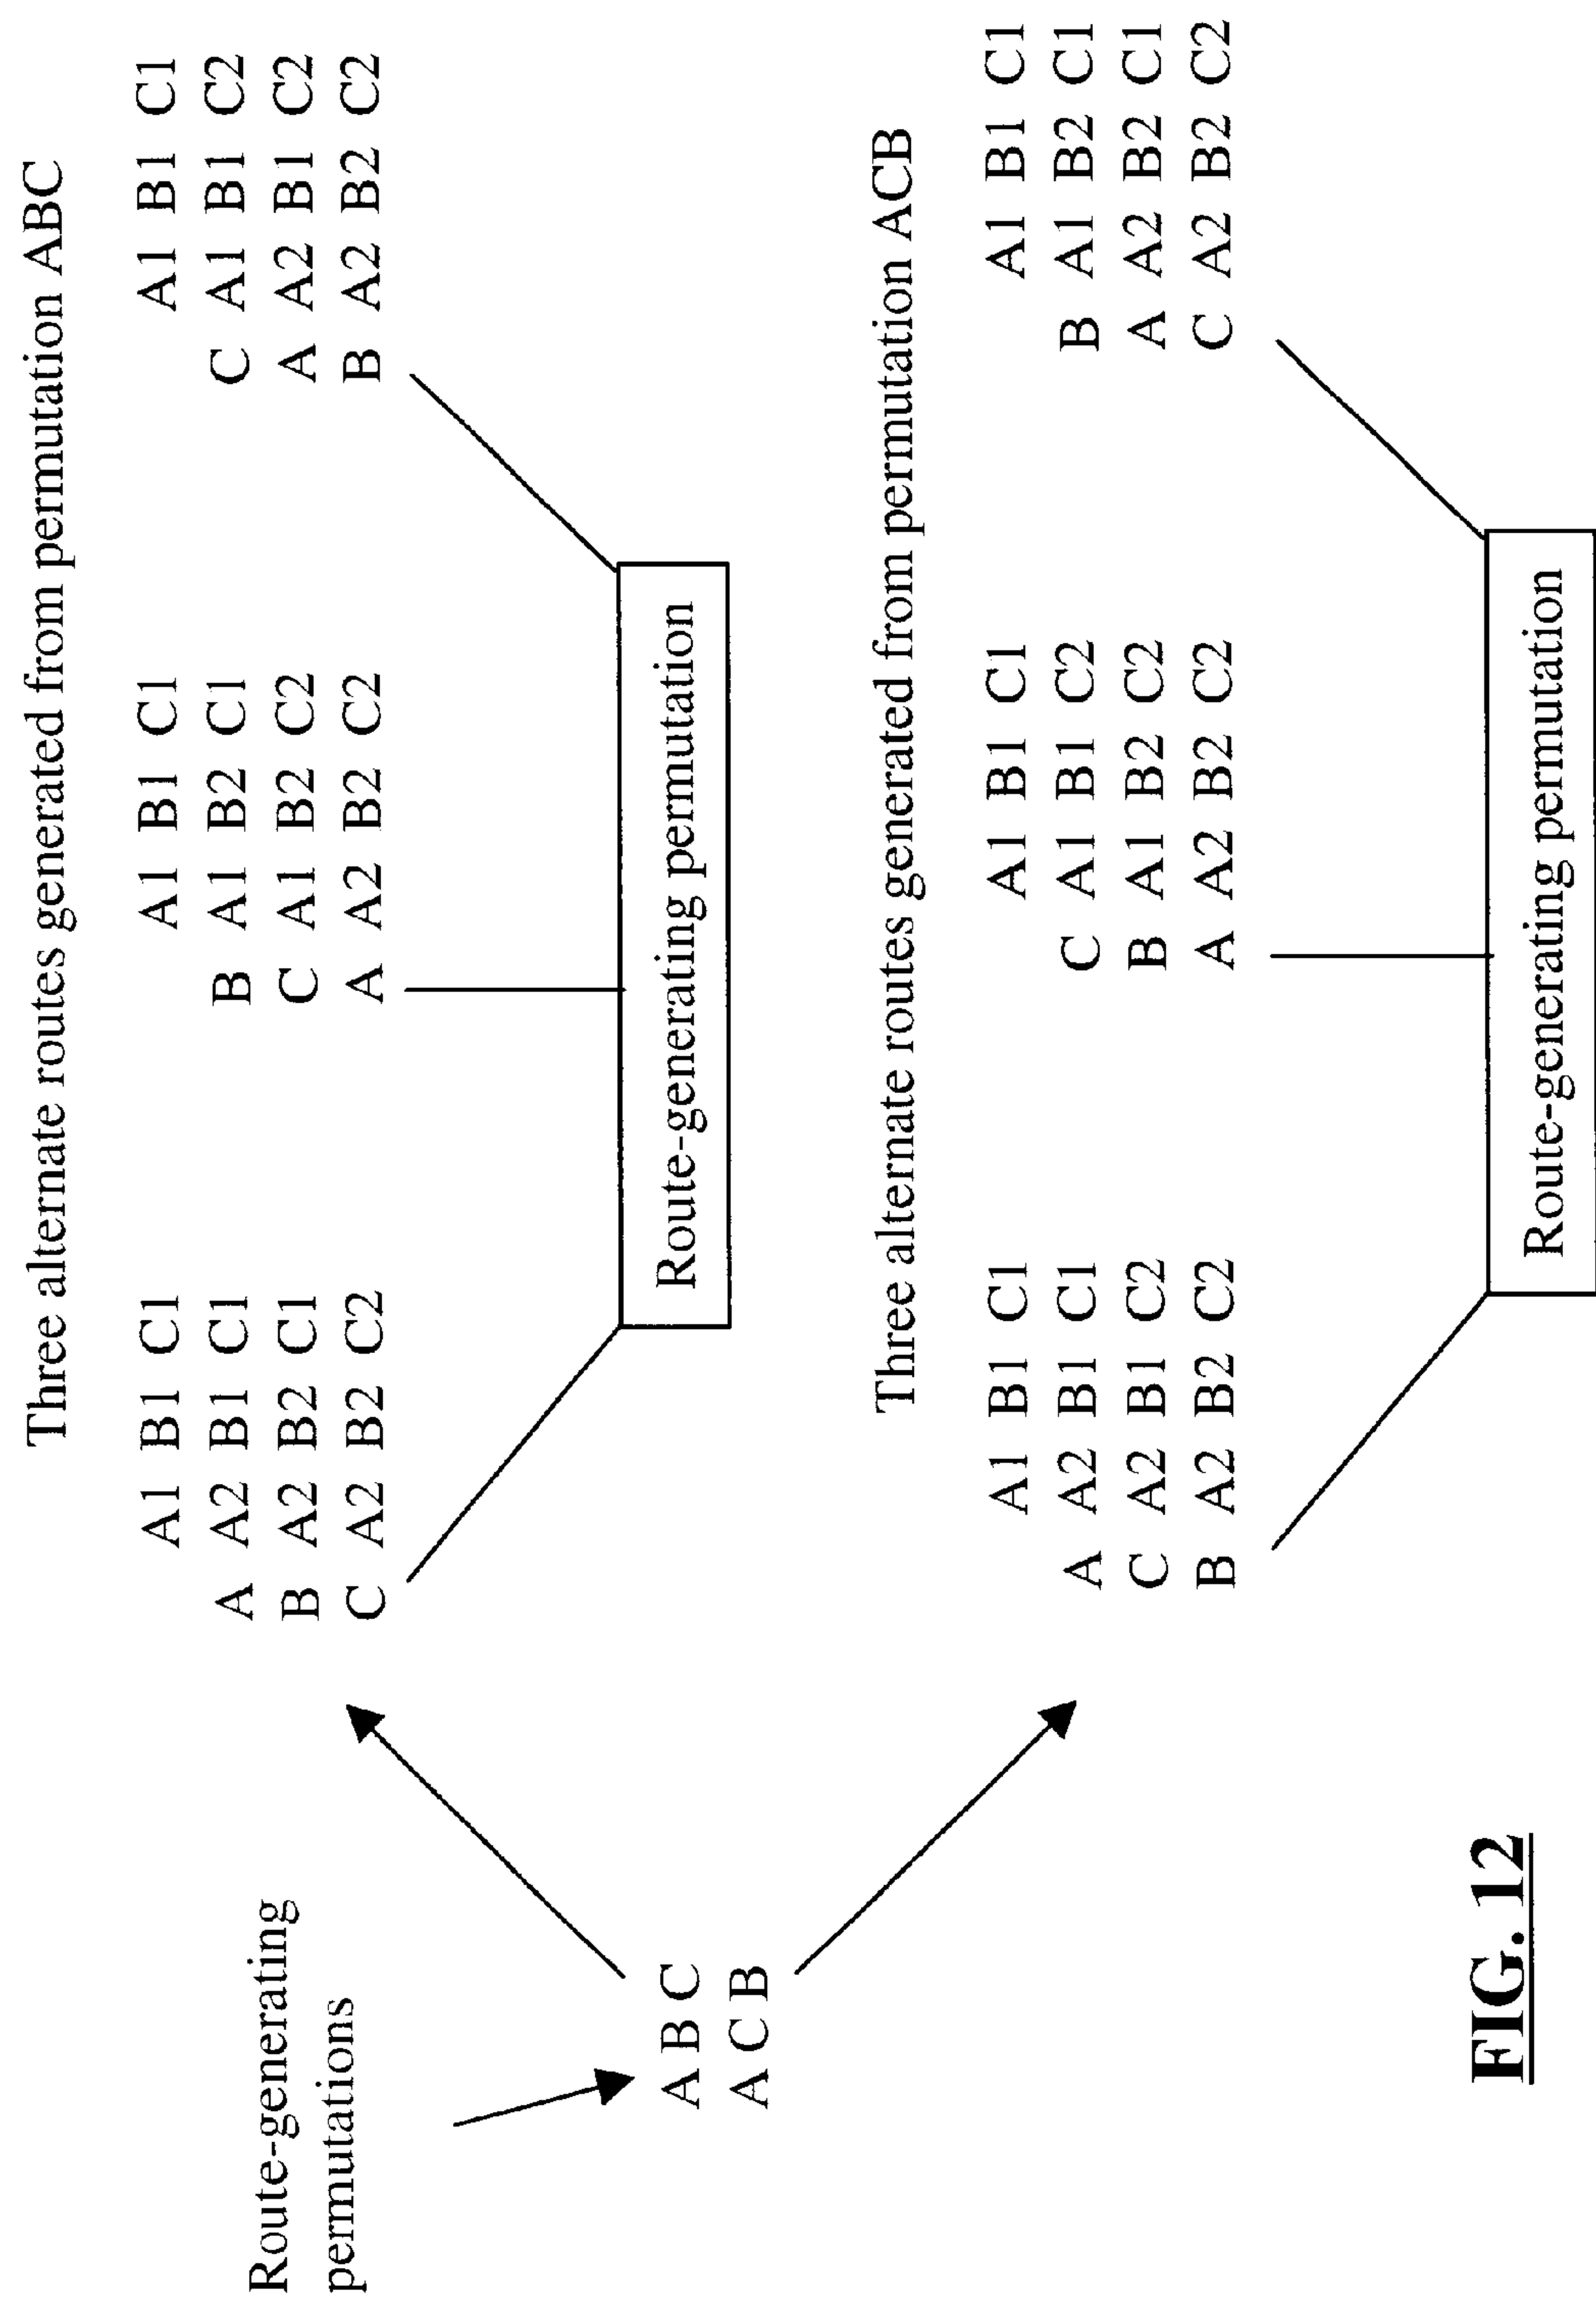 Three alternate routes generated from permutation ABC
A1 B1 C1
A A2 B1 C1
B A2 B2 C1
C A2 B2 C2
A1 B1 C1
B A1 B2 C1
C A1 B2 C2
A A2 B2 C2
A1 B1 C1
C A1 B1 C2
A A2 B1 C2
B A2 B2 C2
Route-generating permutation
Route-generating
permutations
A B C
A C B
Three alternate routes generated from permutation ACB
A1 B1 C1
A A2 B1 C1
C A2 B1 C2
B A2 B2 C2
A1 B1 C1
C A1 B1 C2
B A1 B2 C2
A A2 B2 C2
A1 B1 C1
B A1 B2 C1
A A2 B2 C1
C A2 B2 C2
Route-generating permutation
FIG. 12